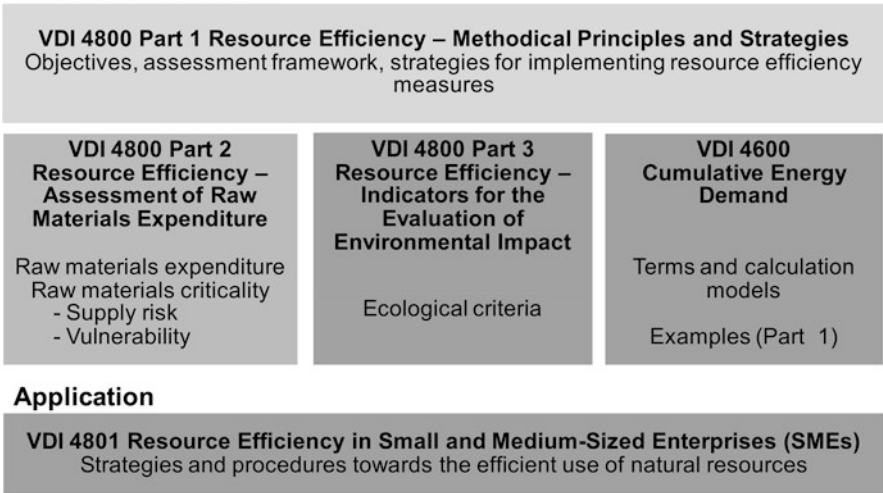 VDI 4800 Part 1 Resource Efficiency – Methodical Principles and Strategies
Objectives, assessment framework, strategies for implementing resource efficiency
measures
VDI 4800 Part 2
Resource Efficiency –
Assessment of Raw
Materials Expenditure
Raw materials expenditure
Raw materials criticality
- Supply risk
- Vulnerability
VDI 4800 Part 3
Resource Efficiency –
Indicators for the
Evaluation of
Environmental Impact
Ecological criteria
VDI 4600
Cumulative Energy
Demand
Terms and calculation
models
Examples (Part 1)
Application
VDI 4801 Resource Efficiency in Small and Medium-Sized Enterprises (SMEs)
Strategies and procedures towards the efficient use of natural resources